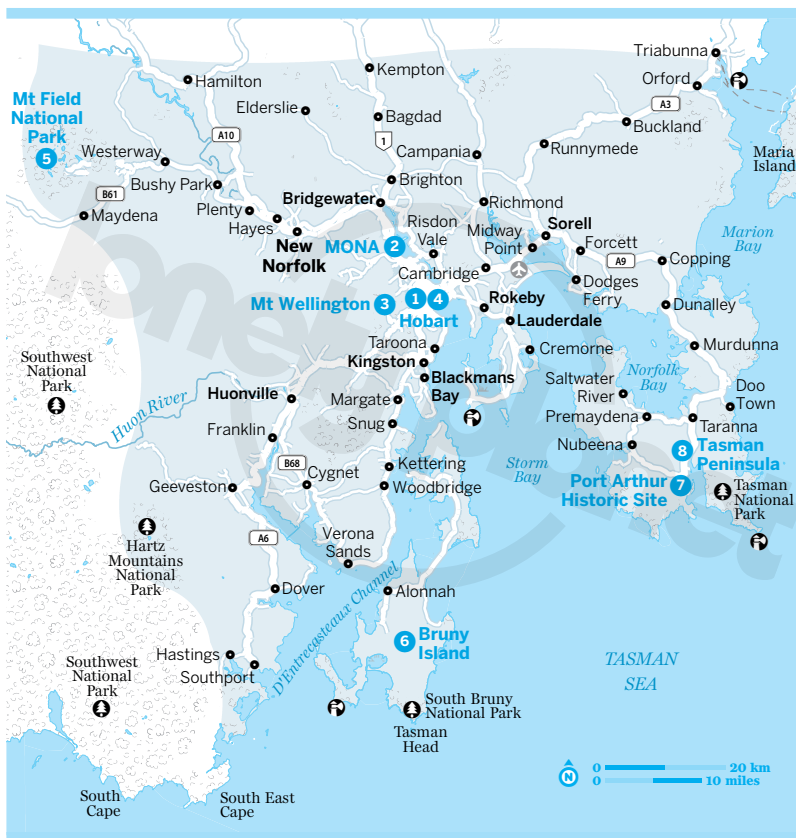 Triabunna
Kempton
Hamilton
Orford
Mt Field
National
Park
5
Elderslie
A3
Bagdad
Buckland
A10
1
Westerway
Campania
Runnymede
Maria
Island
Bushy Park
Brighton
B61
Bridgewater
Richmond
Maydena
Plenty
Hayes
Risdon
Vale
Midway
Point
Sorell
Marion
Bay
New
Norfolk
MONA 2
Forcett
Copping
A9
Cambridge
Dodges
Ferry
Mt Wellington 3
1 4
Hobart
Rokeby
Dunalley
Lauderdale
Taroona
Cremorne
Murdunna
Southwest
National
Park
Kingston
Norfolk
Bay
Blackmans
Bay
Saltwater
River
Doo
Town
Huonville
Margate
Huon River
Premaydena
Taranna
Franklin
Snug
Nubeena
8 Tasman
Peninsula
B68
Kettering
Storm
Bay
Cygnet
Geeveston
Woodbridge
Port Arthur
Historic Site 7
Tasman
National
Park
Hartz
Mountains
National
Park
A6
Verona
Sands
Dover
Alonnah
D'Entrecasteaux Channel
6 Bruny
Island
Hastings
Southport
TASMAN
SEA
Southwest
National
Park
South Bruny
National Park
Tasman
Head
N
0 20 km
0 10 miles
South
Cape
South East
Cape
lonely planet